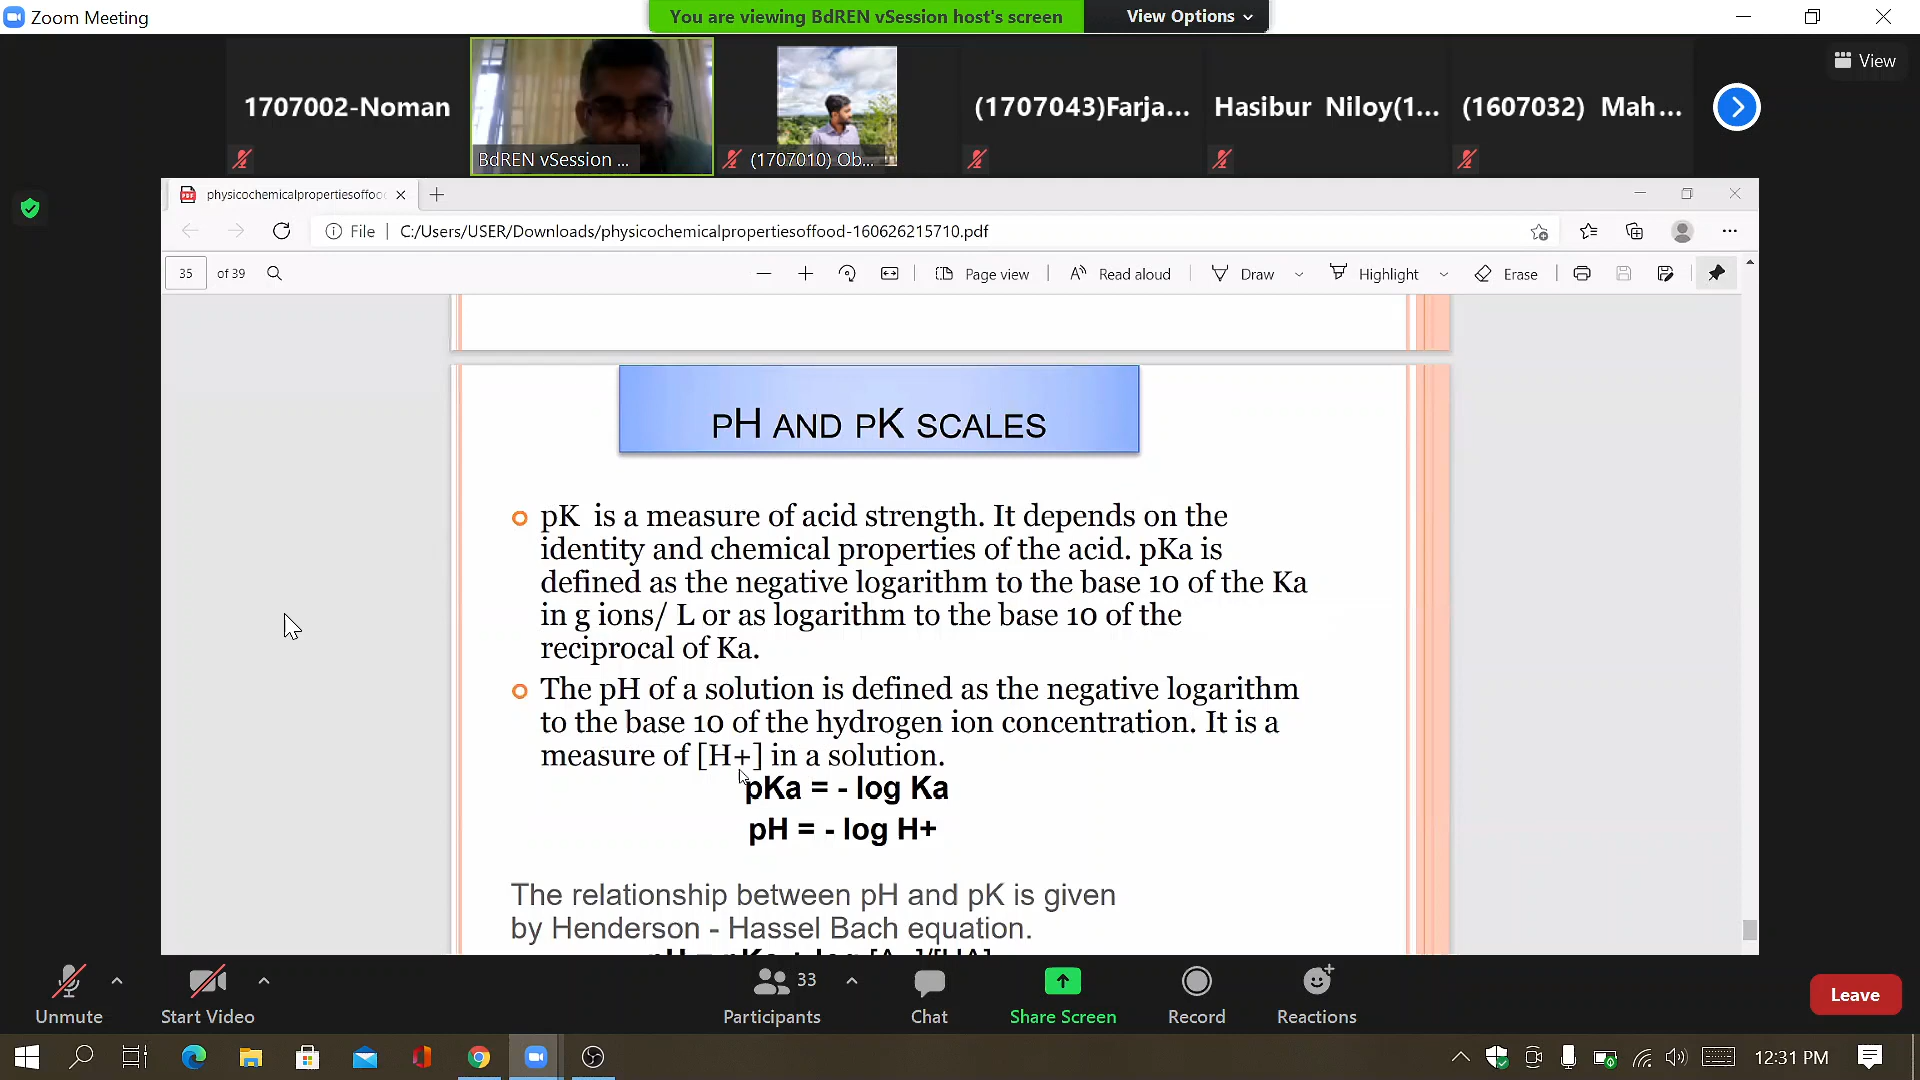 Zoom Meeting
You are viewing BdREN vSession host's screen
View Options
View
1707002-Noman
BdREN vSession ...
(1707010) Ob...
(1707043)Farja...
Hasibur Niloy(1...
(1607032) Mah...
physicochemicalpropertiesoffood
File
C:/Users/USER/Downloads/physicochemicalpropertiesoffood-160626215710.pdf
35 of 39
Page view
Read aloud
Draw
Highlight
Erase
PH AND PK SCALES
pK is a measure of acid strength. It depends on the
identity and chemical properties of the acid. pKa is
defined as the negative logarithm to the base 10 of the Ka
in g ions/ L or as logarithm to the base 10 of the
reciprocal of Ka.
The pH of a solution is defined as the negative logarithm
to the base 10 of the hydrogen ion concentration. It is a
measure of [H+] in a solution.
pKa = - log Ka
pH = - log H+
The relationship between pH and pK is given
by Henderson - Hassel Bach equation.
Unmute
Start Video
33
Participants
Chat
Share Screen
Record
Reactions
Leave
12:31 PM